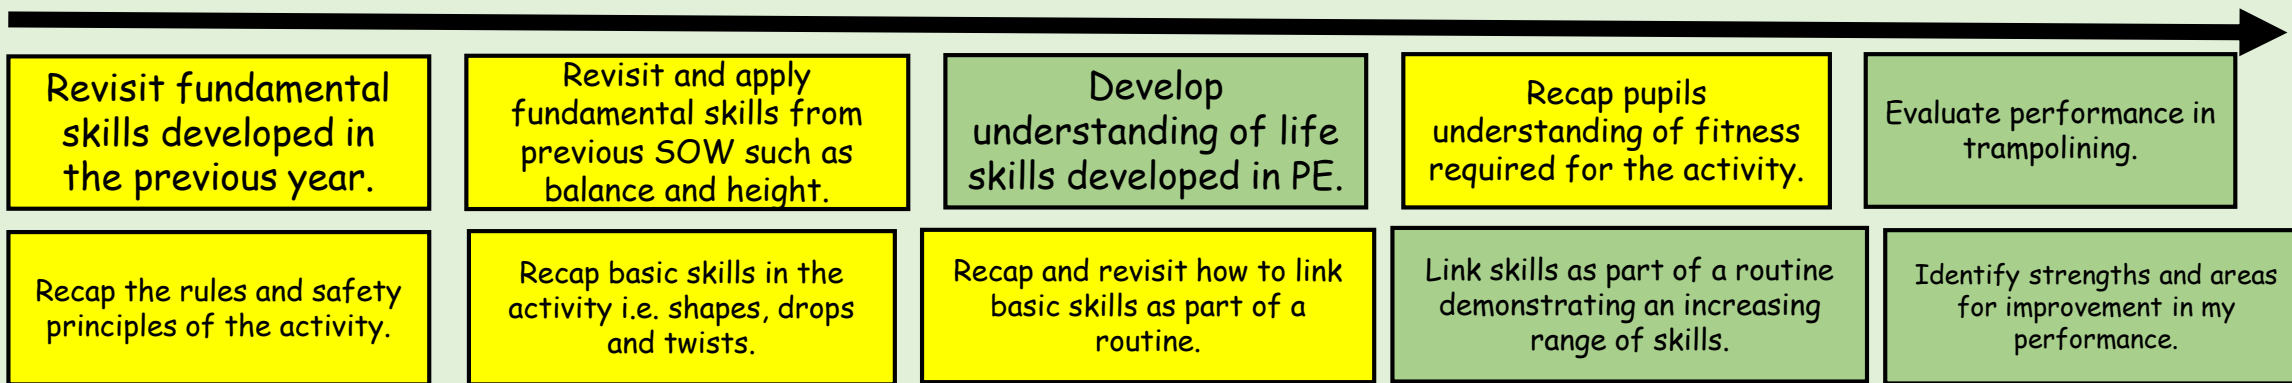 Revisit fundamental
skills developed in
the previous year.
Revisit and apply
fundamental skills from
previous SOW such as
balance and height.
Develop
understanding of life
skills developed in PE.
Recap pupils
understanding of fitness
required for the activity.
Evaluate performance in
trampolining.
Recap the rules and safety
principles of the activity.
Recap basic skills in the
activity i.e. shapes, drops
and twists.
Recap and revisit how to link
basic skills as part of a
routine.
Link skills as part of a routine
demonstrating an increasing
range of skills.
Identify strengths and areas
for improvement in my
performance.